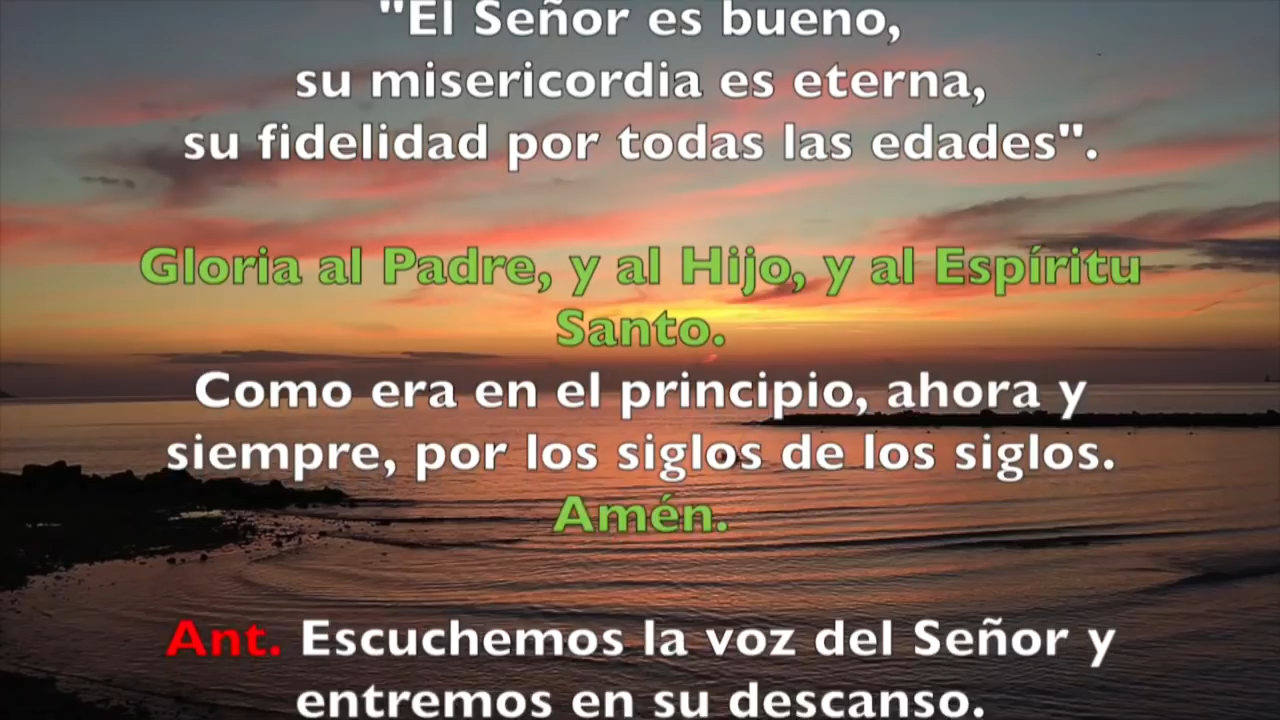 "El Señor es bueno,
su misericordia es eterna,
su fidelidad por todas las edades".
Gloria al Padre, y al Hijo, y al Espíritu
Santo.
Como era en el principio, ahora y
siempre, por los siglos de los siglos.
Amén.
Ant. Escuchemos la voz del Señor y
entremos en su descanso.